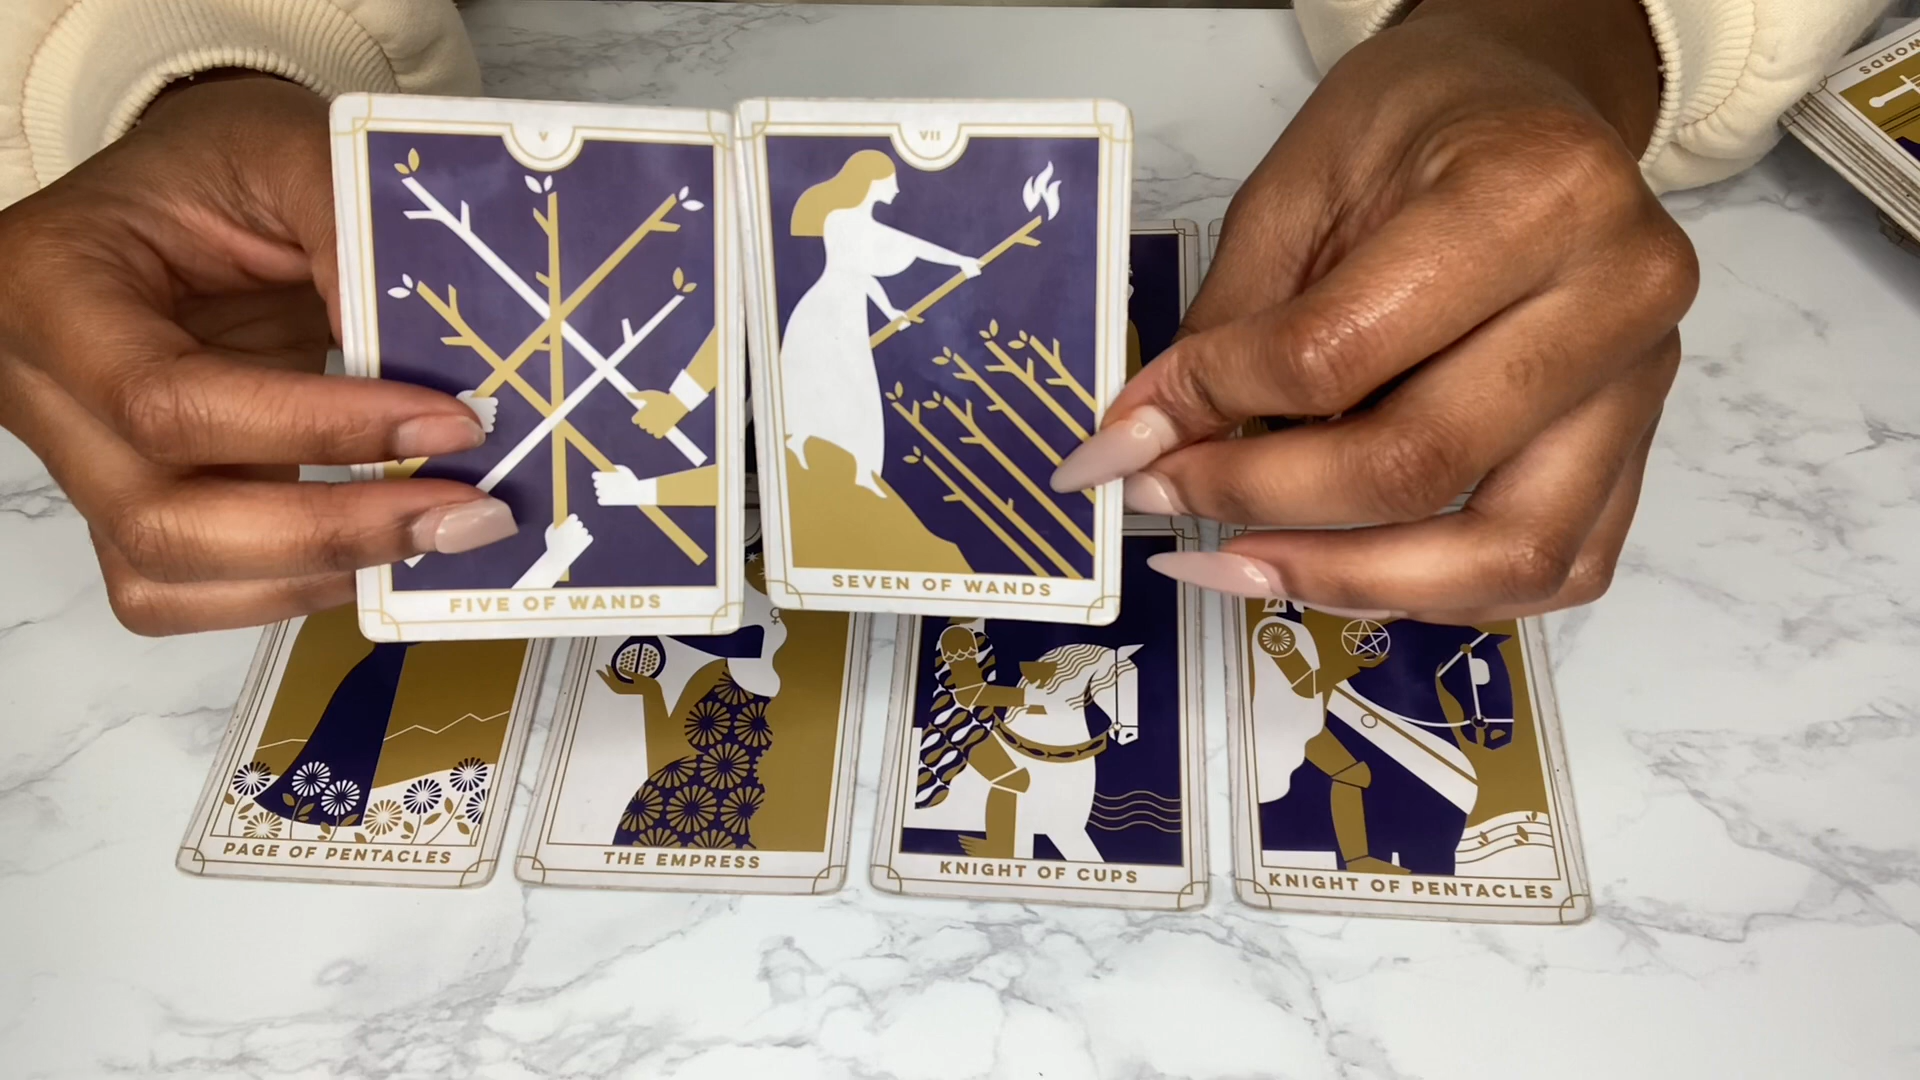 V
VII
FIVE OF WANDS
SEVEN OF WANDS
PAGE OF PENTACLES
THE EMPRESS
KNIGHT OF CUPS
KNIGHT OF PENTACLES
WORDS